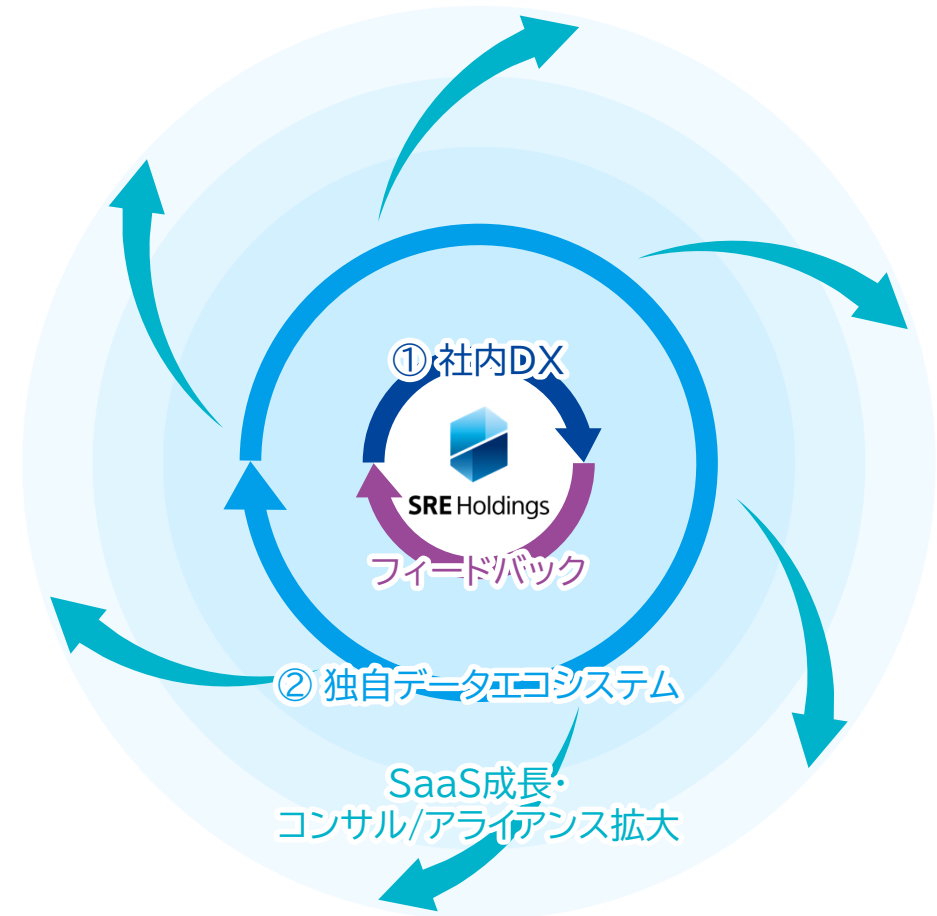 ① 社内DX
SRE Holdings
フィードバック
② 独自データエコシステム
SaaS成長・
コンサル/アライアンス拡大